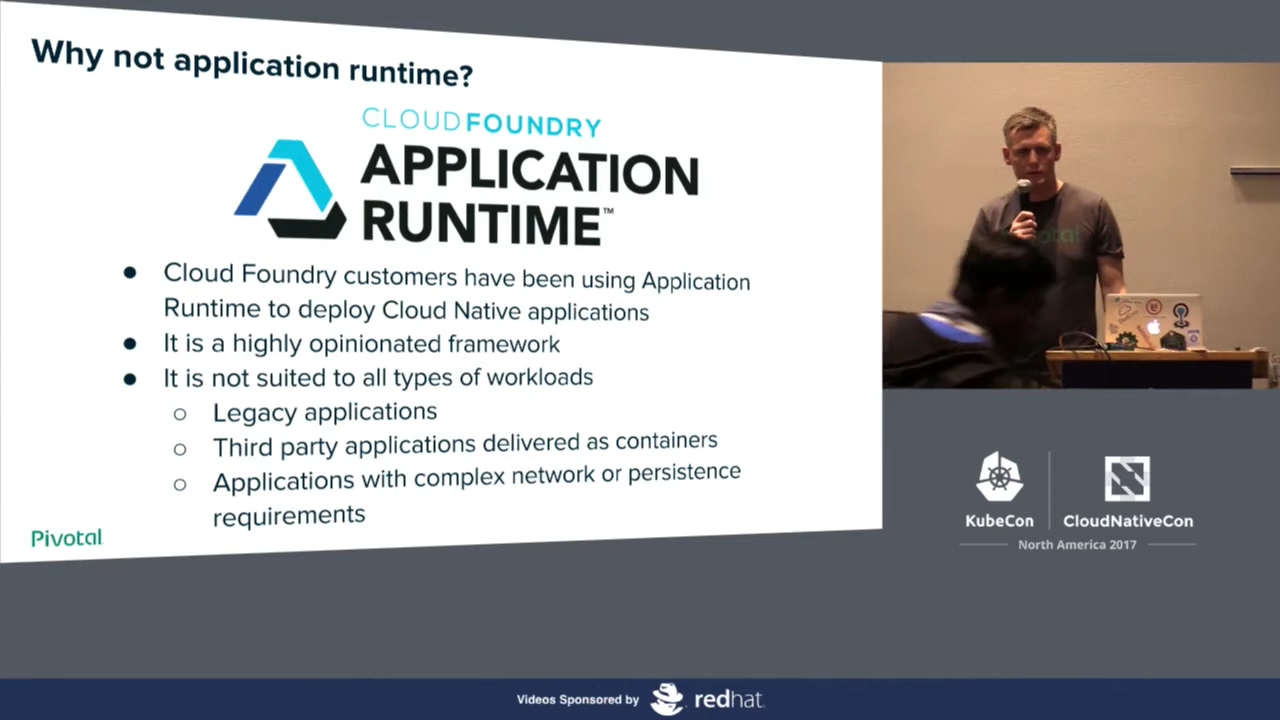 Why not application runtime?
CLOUD FOUNDRY
APPLICATION
RUNTIME™
● Cloud Foundry customers have been using Application
Runtime to deploy Cloud Native applications
● It is a highly opinionated framework
● It is not suited to all types of workloads
○ Legacy applications
○ Third party applications delivered as containers
○ Applications with complex network or persistence
requirements
Pivotal
KubeCon
CloudNativeCon
North America 2017
Videos Sponsored by
redhat